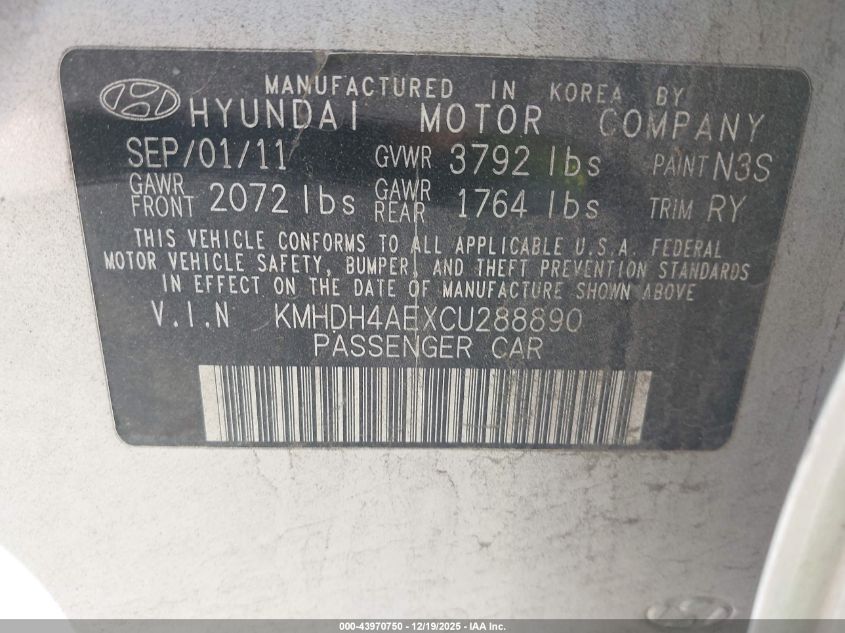 MANUFACTURED IN KOREA BY
HYUNDAI MOTOR COMPANY
SEP/01/11 GVWR 3792 lbs PAINT N3S
GAWR FRONT 2072 lbs GAWR REAR 1764 lbs TRIM RY
THIS VEHICLE CONFORMS TO ALL APPLICABLE U.S.A. FEDERAL
MOTOR VEHICLE SAFETY, BUMPER, AND THEFT PREVENTION STANDARDS
IN EFFECT ON THE DATE OF MANUFACTURE SHOWN ABOVE
V.I.N KMHDH4AEXCU288890
PASSENGER CAR
000-43970750 - 12/19/2025 - IAA Inc.